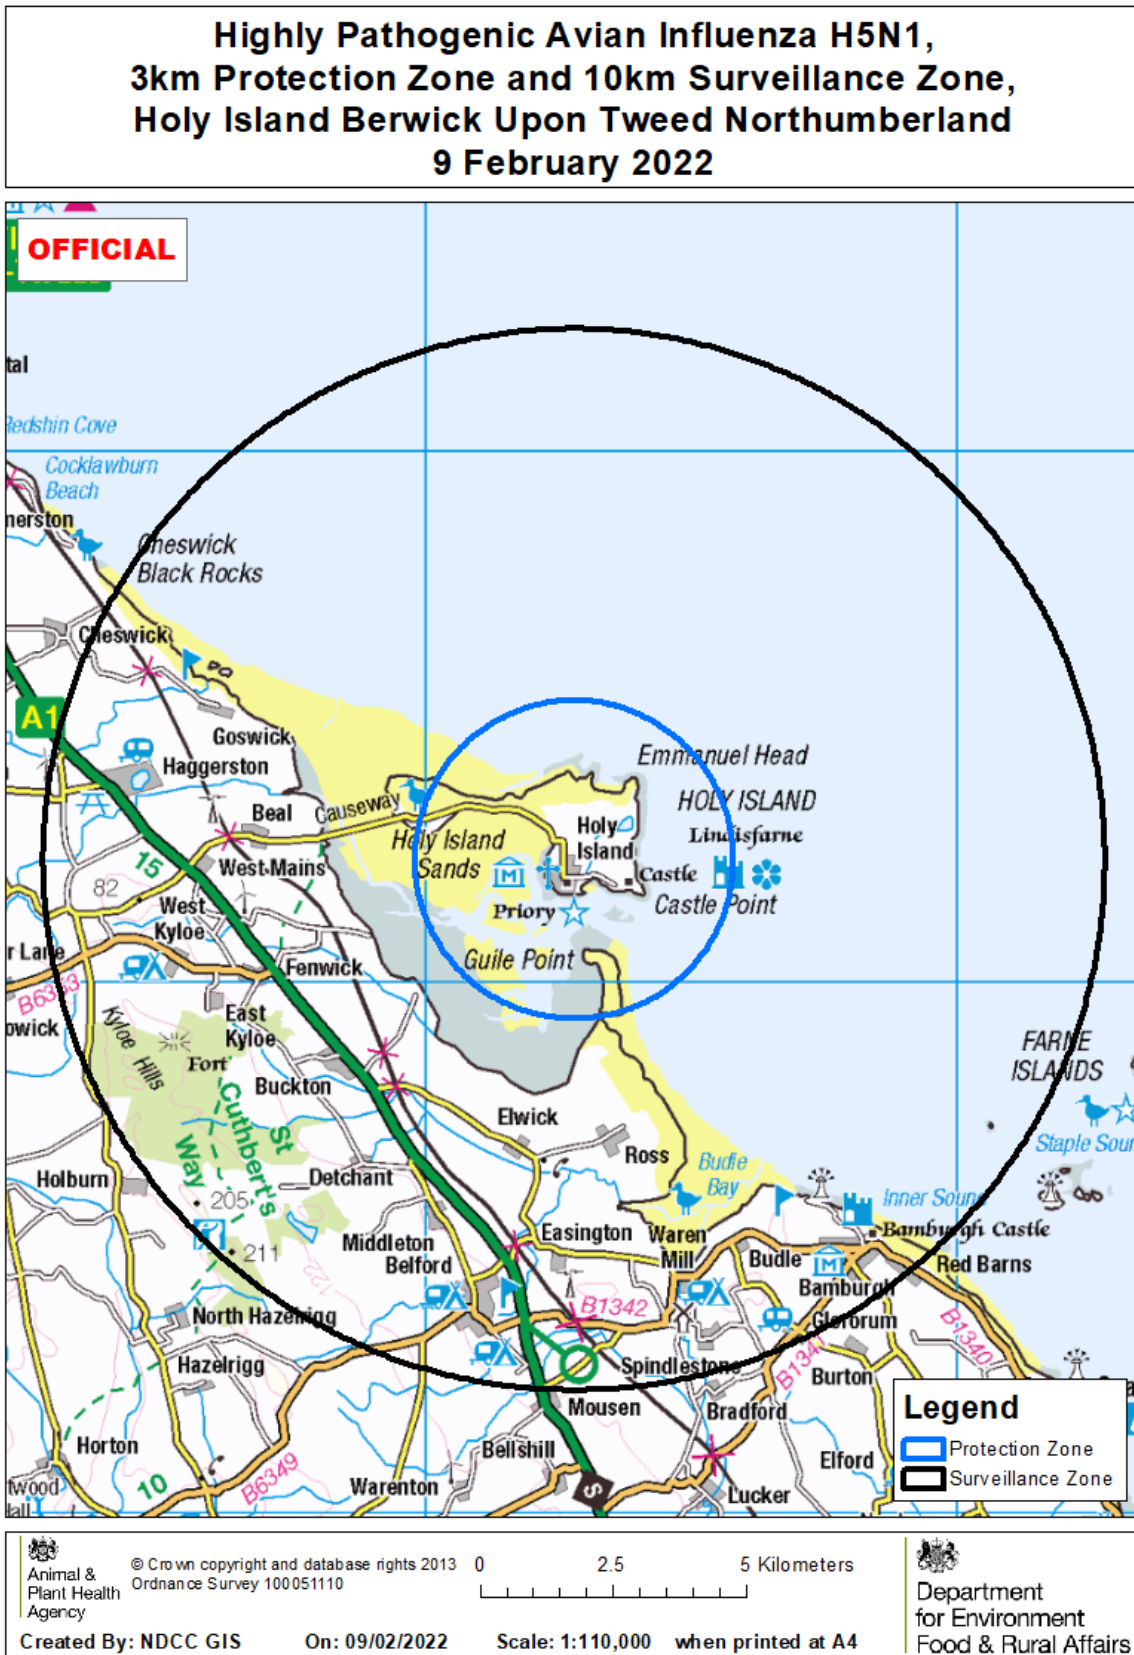 Highly Pathogenic Avian Influenza H5N1,
3km Protection Zone and 10km Surveillance Zone,
Holy Island Berwick Upon Tweed Northumberland
9 February 2022
OFFICIAL
tal
Redshin Cove
Cocklawburn
Beach
merston
Cheswick
Black Rocks
Cheswick
A1
Goswick
Haggerston
Emmanuel Head
Beal
Causeway
HOLY ISLAND
Lindisfarne
Holy
Island
Holy Island
Sands
West Mains
15
82
M
Castle
Castle Point
Priory
West
Kyloe
r Lane
Fenwick
Guile Point
B6353
owick
East
Kyloe
Kyloe Hills
Fort
FARNE
ISLANDS
Buckton
St
Cuthbert's
Way
Elwick
Staple Sour
Ross
Budle
Bay
Holburn
Detchant
205
Inner Sound
211
Middleton
Belford
Easington
Waren
Mill
Budle
Bamburgh Castle
M
Bamburgh
Red Barns
North Hazelrigg
B1342
Glororum
B1340
Hazelrigg
Spindlestone
B1341
Burton
Mousen
Bradford
Horton
Bellshill
Elford
twood
Hall
10
B6349
Warenton
S
Lucker
Legend
Protection Zone
Surveillance Zone
Animal &
Plant Health
Agency
© Crown copyright and database rights 2013
Ordnance Survey 100051110
0 2.5 5 Kilometers
Department
for Environment
Food & Rural Affairs
Created By: NDCC GIS On: 09/02/2022 Scale: 1:110,000 when printed at A4